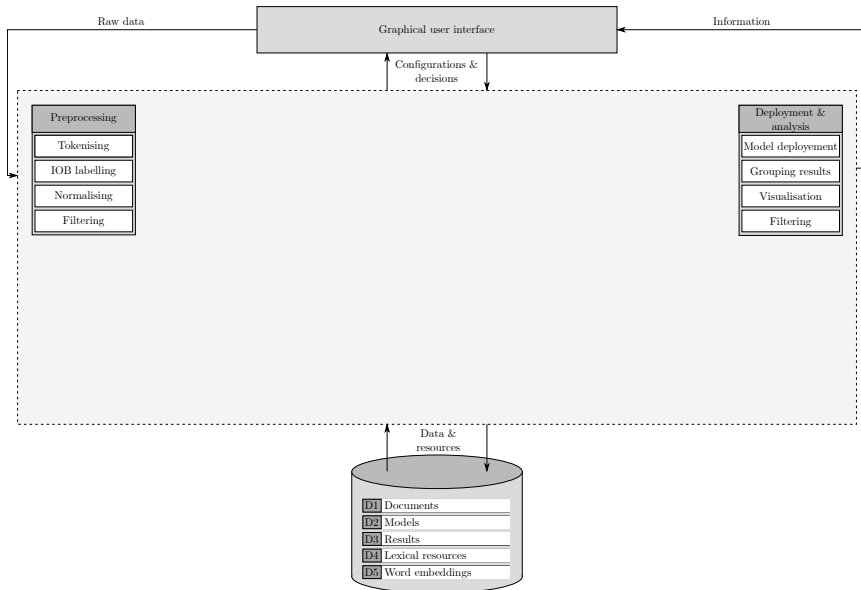 Raw data
Graphical user interface
Information
Configurations &
decisions
Preprocessing
Tokenising
IOB labelling
Normalising
Filtering
Deployment &
analysis
Model deployement
Grouping results
Visualisation
Filtering
Data &
resources
D1 Documents
D2 Models
D3 Results
D4 Lexical resources
D5 Word embeddings